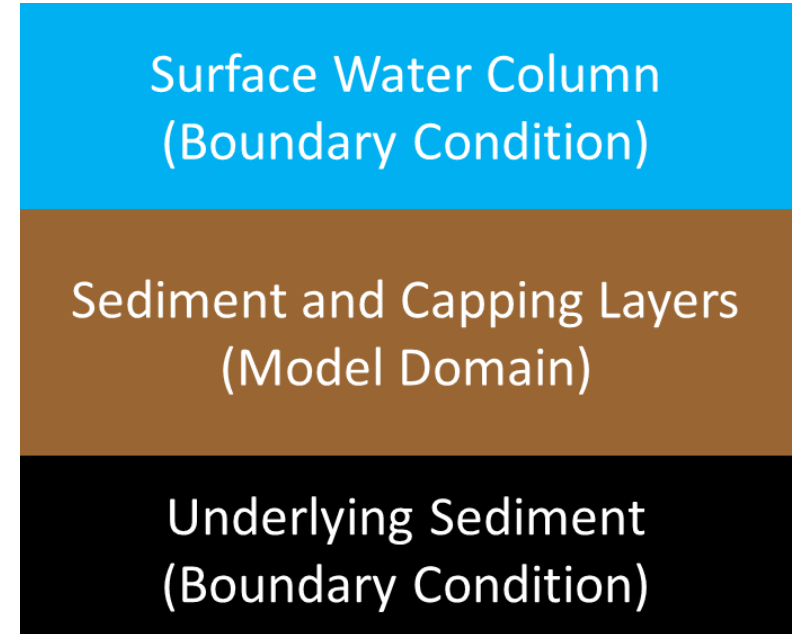 Surface Water Column
(Boundary Condition)
Sediment and Capping Layers
(Model Domain)
Underlying Sediment
(Boundary Condition)